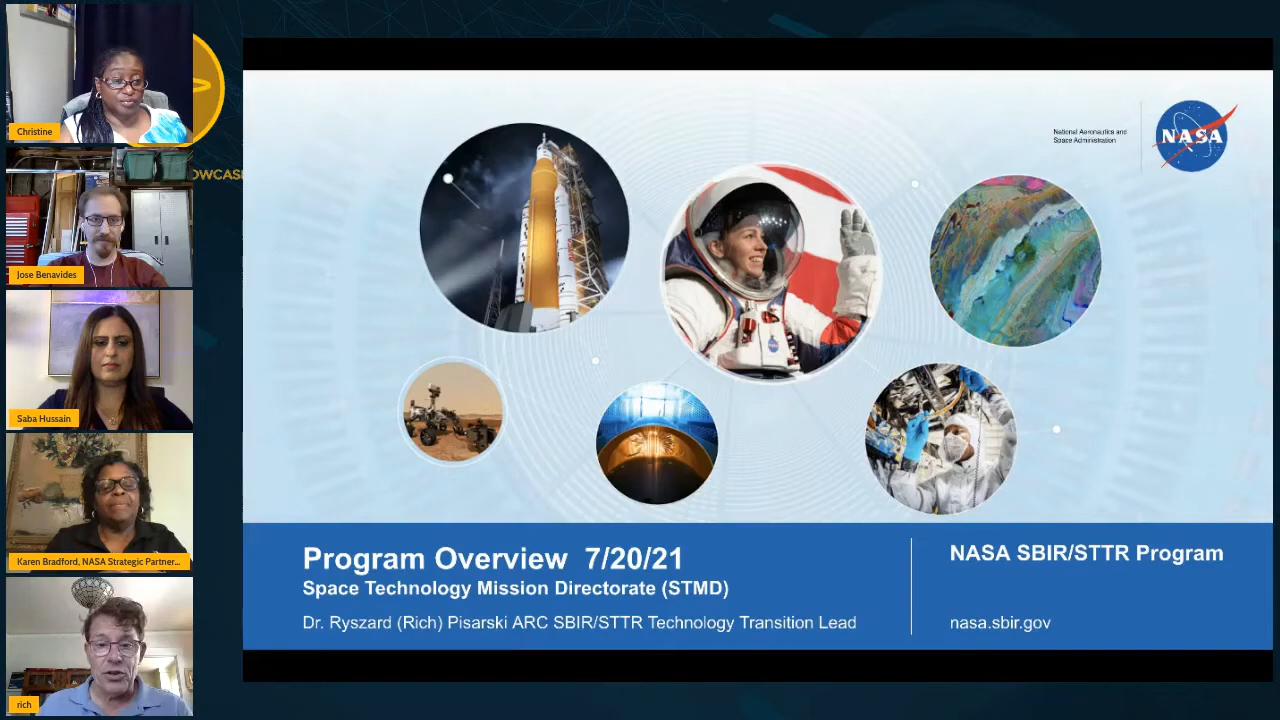 Christine
OWCAS
Jose Benavides
Saba Hussain
Karen Bradford, NASA Strategic Partner...
rich
National Aeronautics and
Space Administration
NASA
Program Overview 7/20/21
Space Technology Mission Directorate (STMD)
Dr. Ryszard (Rich) Pisarski ARC SBIR/STTR Technology Transition Lead
NASA SBIR/STTR Program
nasa.sbir.gov